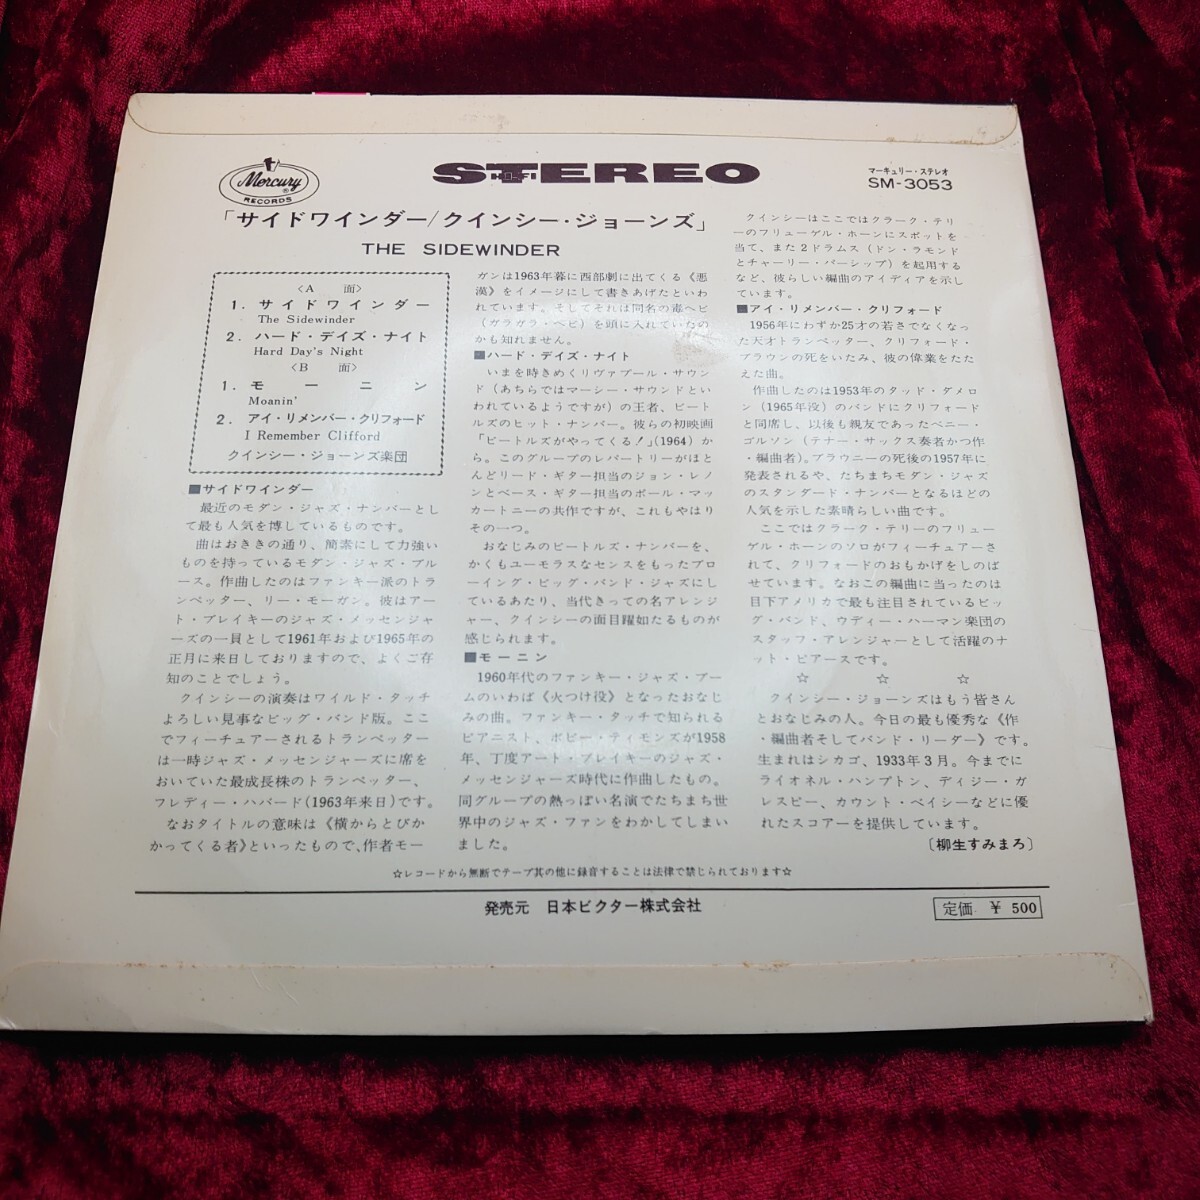 Mercury
RECORDS
STEREO
HI-FI
マーキュリー・ステレオ
SM-3053
「サイドワインダー/クインシー・ジョーンズ」
THE SIDEWINDER
〈A 面〉
1. サイドワインダー
The Sidewinder
2. ハード・デイズ・ナイト
Hard Day's Night
〈B 面〉
1. モーニン
Moanin'
2. アイ・リメンバー・クリフォード
I Remember Clifford
クインシー・ジョーンズ楽団
■サイドワインダー
最近のモダン・ジャズ・ナンバーとし
て最も人気を博しているものです。
曲はおききの通り、簡素にして力強い
ものを持っているモダン・ジャズ・ブル
ース。作曲したのはファンキー派のトラ
ンペッター、リー・モーガン。彼はアー
ト・ブレイキーのジャズ・メッセンジャ
ーズの一員として1961年および1965年の
正月に来日しておりますので、よくご存
知のことでしょう。
クインシーの演奏はワイルド・タッチ
よろしい見事なビッグ・バンド版。ここ
でフィーチュアーされるトランペッター
は一時ジャズ・メッセンジャーズに席を
おいていた最成長株のトランペッター、
フレディー・ハバード(1963年来日)です。
なおタイトルの意味は《横からとびか
かってくる者》といったもので、作者モー
ガンは1963年暮に西部劇に出てくる《悪
漢》をイメージにして書きあげたといわ
れています。そしてそれは同名の毒ヘビ
(ガラガラ・ヘビ)を頭に入れていたの
かも知れません。
■ハード・デイズ・ナイト
いまを時きめくリヴァプール・サウン
ド(あちらではマーシー・サウンドとい
われているようですが)の王者、ビート
ルズのヒット・ナンバー。彼らの初映画
「ビートルズがやってくる!」(1964)か
ら。このグループのレパートリーがほと
んどリード・ギター担当のジョン・レノ
ンとベース・ギター担当のポール・マッ
カートニーの共作ですが、これもやはり
その一つ。
おなじみのビートルズ・ナンバーを、
かくもユーモラスなセンスをもったブロ
ーイング・ビッグ・バンド・ジャズにし
ているあたり、当代きっての名アレンジ
ャー、クインシーの面目躍如たるものが
感じられます。
■モーニン
1960年代のファンキー・ジャズ・ブー
ムのいわば《火つけ役》となったおなじ
みの曲。ファンキー・タッチで知られる
ピアニスト、ボビー・ティモンズが1958
年、丁度アート・ブレイキーのジャズ・
メッセンジャーズ時代に作曲したもの。
同グループの熱っぽい名演でたちまち世
界中のジャズ・ファンをわかしてしまい
ました。
クインシーはここではクラーク・テリ
ーのフリューゲル・ホーンにスポットを
当て、また2ドラムス(ドン・ラモンド
とチャーリー・パーシップ)を起用する
など、彼らしい編曲のアイディアを示し
ています。
■アイ・リメンバー・クリフォード
1956年にわずか25才の若さでなくなっ
た天才トランペッター、クリフォード・
ブラウンの死をいたみ、彼の偉業をたた
えた曲。
作曲したのは1953年のタッド・ダメロ
ン(1965年没)のバンドにクリフォード
と同席し、以後も親友であったベニー・
ゴルソン(テナー・サックス奏者かつ作
・編曲者)。ブラウニーの死後の1957年に
発表されるや、たちまちモダン・ジャズ
のスタンダード・ナンバーとなるほどの
人気を示した素晴らしい曲です。
ここではクラーク・テリーのフリュー
ゲル・ホーンのソロがフィーチュアーさ
れて、クリフォードのおもかげをしのば
せています。なおこの編曲に当ったのは
目下アメリカで最も注目されているビッ
グ・バンド、ウディー・ハーマン楽団の
スタッフ・アレンジャーとして活躍のナ
ット・ピアースです。
☆ ☆ ☆
クインシー・ジョーンズはもう皆さん
とおなじみの人。今日の最も優秀な《作
・編曲者そしてバンド・リーダー》です。
生まれはシカゴ、1933年3月。今までに
ライオネル・ハンプトン、ディジー・ガ
レスピー、カウント・ベイシーなどに優
れたスコアーを提供しています。
〔柳生すみまろ〕
☆レコードから無断でテープ其の他に録音することは法律で禁じられております☆
発売元 日本ビクター株式会社
定価 ¥ 500